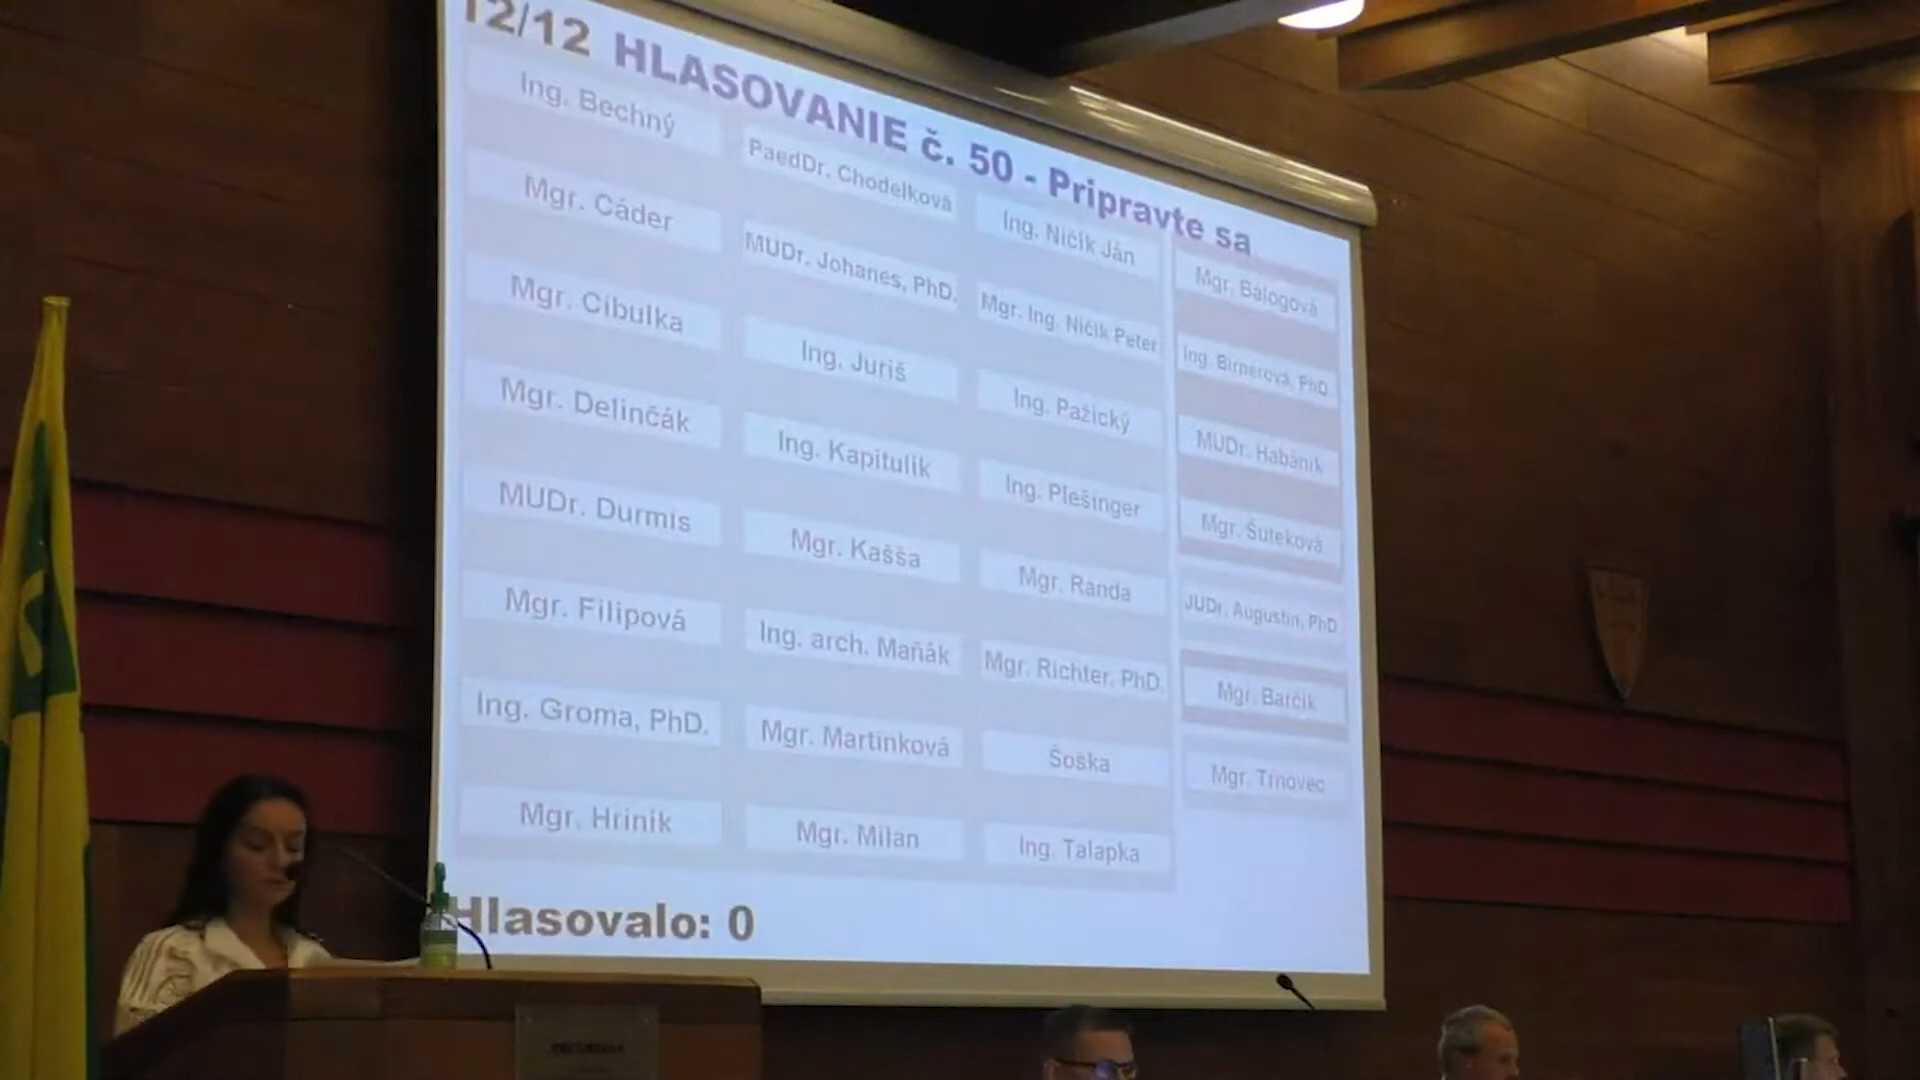 12/12 HLASOVANIE č. 50 - Pripravte sa
Ing. Bechný
Mgr. Cáder
Mgr. Cibulka
Mgr. Delinčák
MUDr. Durmis
Mgr. Filipová
Ing. Groma, PhD.
Mgr. Hriník
PaedDr. Chodelková
MUDr. Johanes, PhD.
Ing. Juriš
Ing. Kapitulík
Mgr. Kašša
Ing. arch. Maňák
Mgr. Martinková
Mgr. Milan
Ing. Ničík Ján
Mgr. Ing. Ničík Peter
Ing. Pažický
Ing. Plešinger
Mgr. Randa
Mgr. Richter, PhD.
Šoška
Ing. Talapka
Mgr. Balogová
Ing. Birnerová, PhD.
MUDr. Habánik
Mgr. Šuteková
JUDr. Augustín, PhD.
Mgr. Barčík
Mgr. Trnovec
Hlasovalo: 0